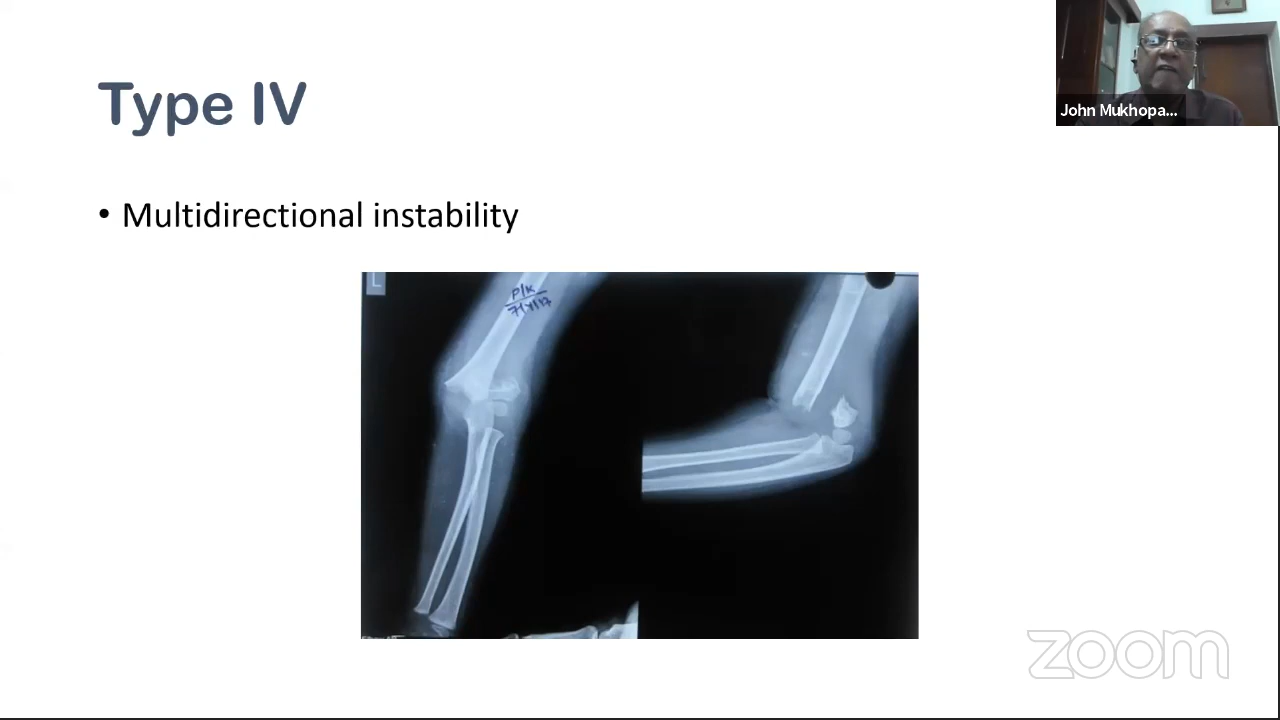 Type IV
• Multidirectional instability
John Mukhopa...
L
P/K
zoom